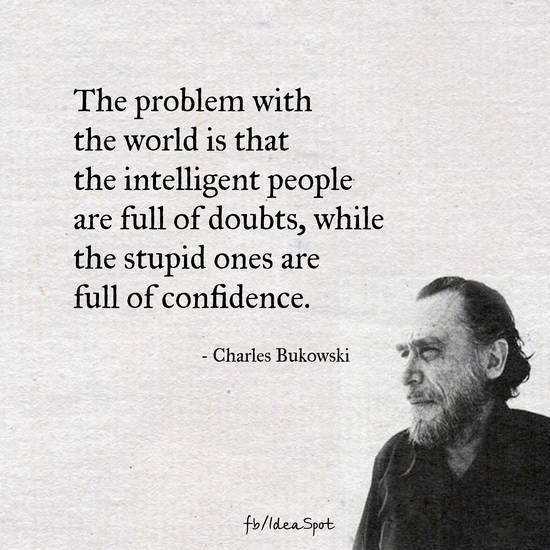 The problem with
the world is that
the intelligent people
are full of doubts, while
the stupid ones are
full of confidence.
- Charles Bukowski
fb/IdeaSpot